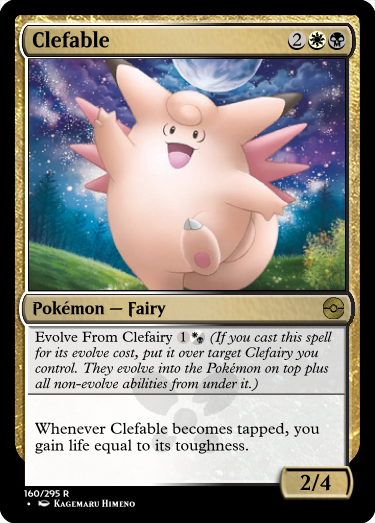 Clefable 2
Pokémon — Fairy
Evolve From Clefairy 1 (If you cast this spell
for its evolve cost, put it over target Clefairy you
control. They evolve into the Pokémon on top plus
all non-evolve abilities from under it.)
Whenever Clefable becomes tapped, you
gain life equal to its toughness.
2/4
160/295 R
• Kagemaru Himeno